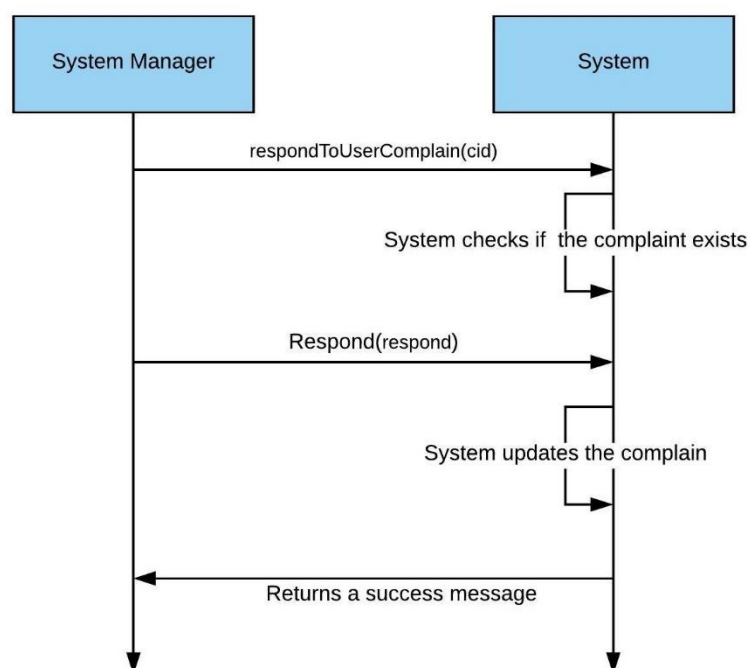 System Manager
System
respondToUserComplain(cid)
System checks if the complaint exists
Respond(respond)
System updates the complain
Returns a success message